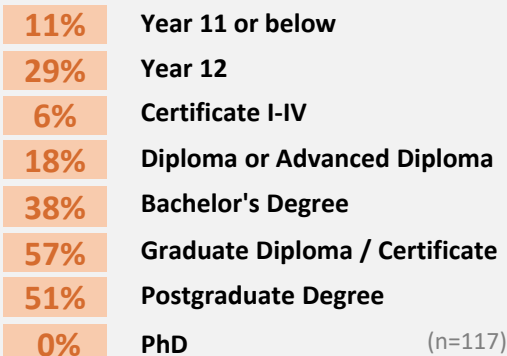 11% Year 11 or below
29% Year 12
6% Certificate I-IV
18% Diploma or Advanced Diploma
38% Bachelor's Degree
57% Graduate Diploma / Certificate
51% Postgraduate Degree
0% PhD (n=117)